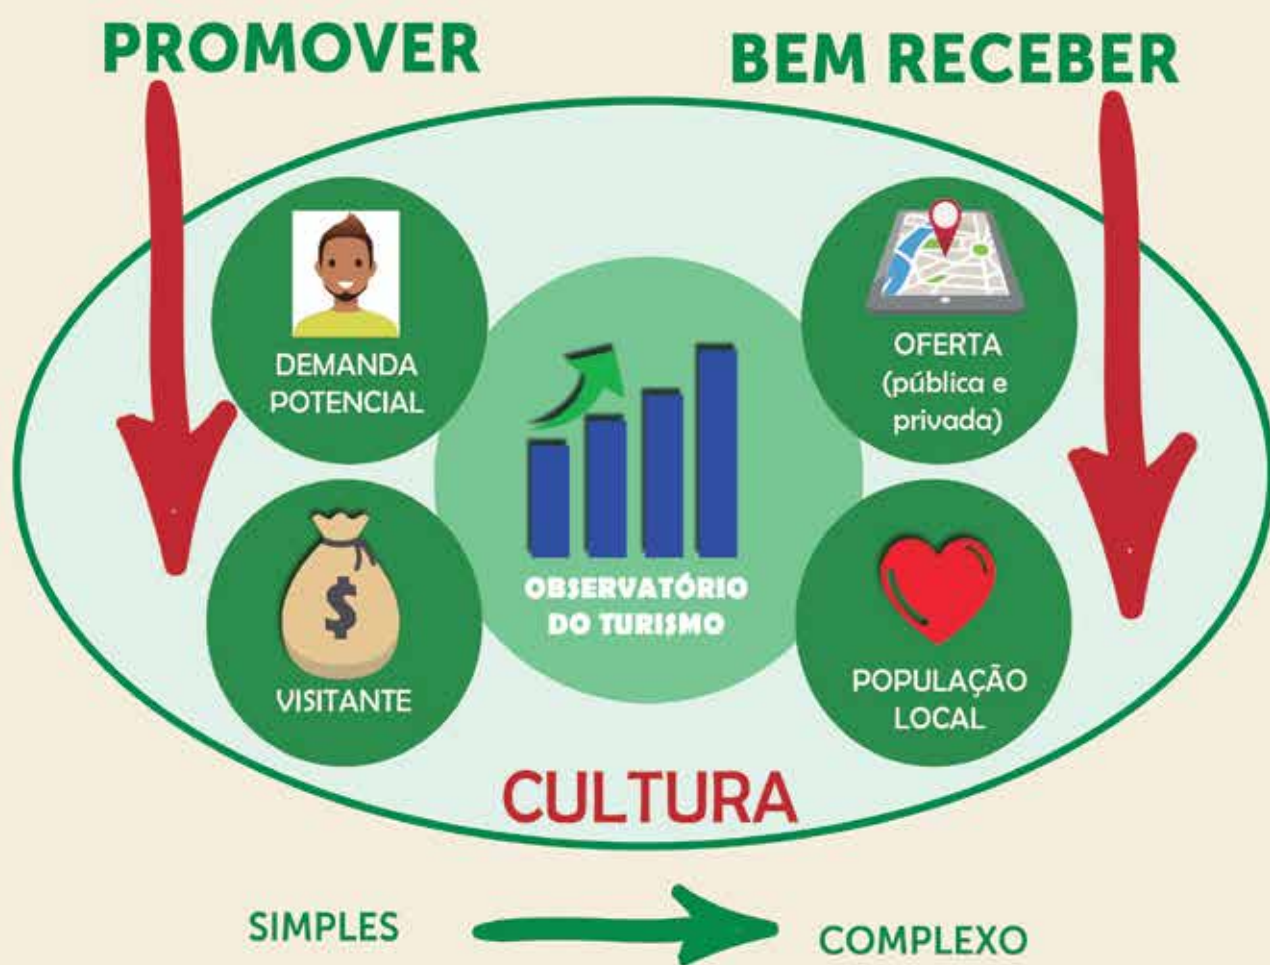 PROMOVER
BEM RECEBER
DEMANDA
POTENCIAL
OFERTA
(pública e
privada)
OBSERVATÓRIO
DO TURISMO
$
VISITANTE
POPULAÇÃO
LOCAL
CULTURA
SIMPLES
COMPLEXO